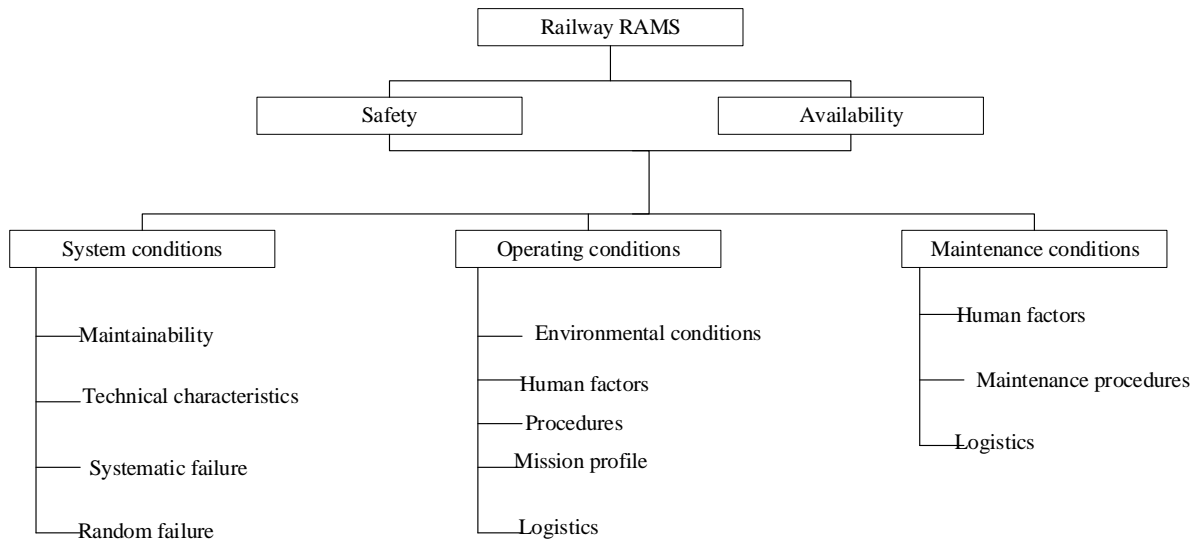 Railway RAMS
Safety
Availability
System conditions
Operating conditions
Maintenance conditions
Maintainability
Technical characteristics
Systematic failure
Random failure
Environmental conditions
Human factors
Procedures
Mission profile
Logistics
Human factors
Maintenance procedures
Logistics